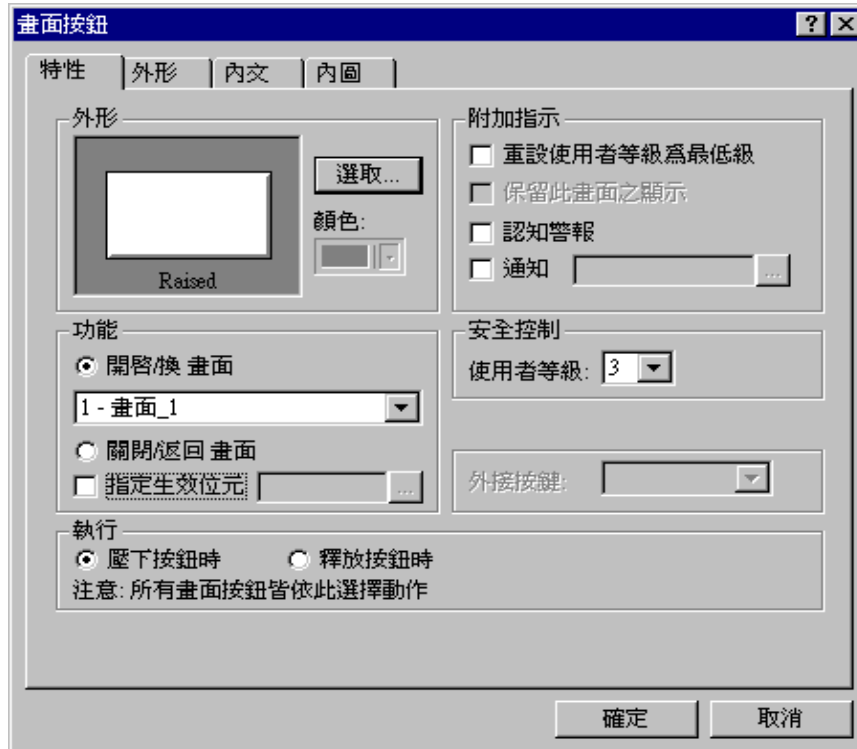 畫面按鈕
特性 外形 內文 內圖
外形
選取...
顏色:
Raised
附加指示
重設使用者等級為最低級
保留此畫面之顯示
認知警報
通知 ...
功能
開啓/換 畫面
1 - 畫面_1
關閉/返回 畫面
指定生效位元 ...
安全控制
使用者等級: 3
外接按鍵:
執行
壓下按鈕時 釋放按鈕時
注意: 所有畫面按鈕皆依此選擇動作
確定 取消